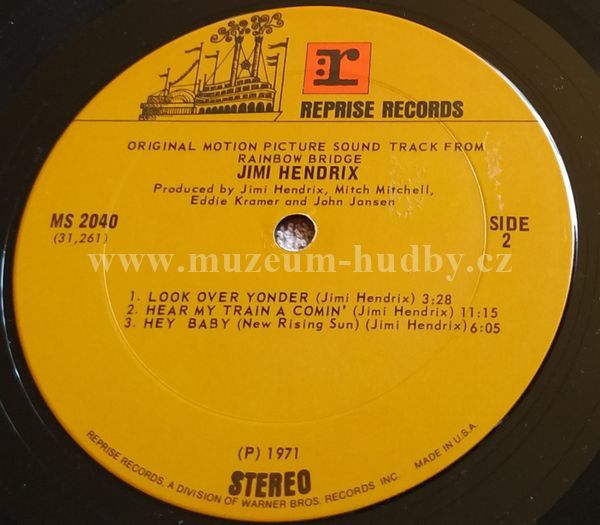 r:
REPRISE RECORDS
ORIGINAL MOTION PICTURE SOUND TRACK FROM
RAINBOW BRIDGE
JIMI HENDRIX
Produced by Jimi Hendrix, Mitch Mitchell,
Eddie Kramer and John Jansen
MS 2040
(31,261)
SIDE
2
www.muzeum-hudby.cz
1. LOOK OVER YONDER (Jimi Hendrix) 3:28
2. HEAR MY TRAIN A COMIN' (Jimi Hendrix) 11:15
3. HEY BABY (New Rising Sun) (Jimi Hendrix) 6:05
(P) 1971
STEREO
REPRISE RECORDS, A DIVISION OF WARNER BROS. RECORDS INC. MADE IN U.S.A.